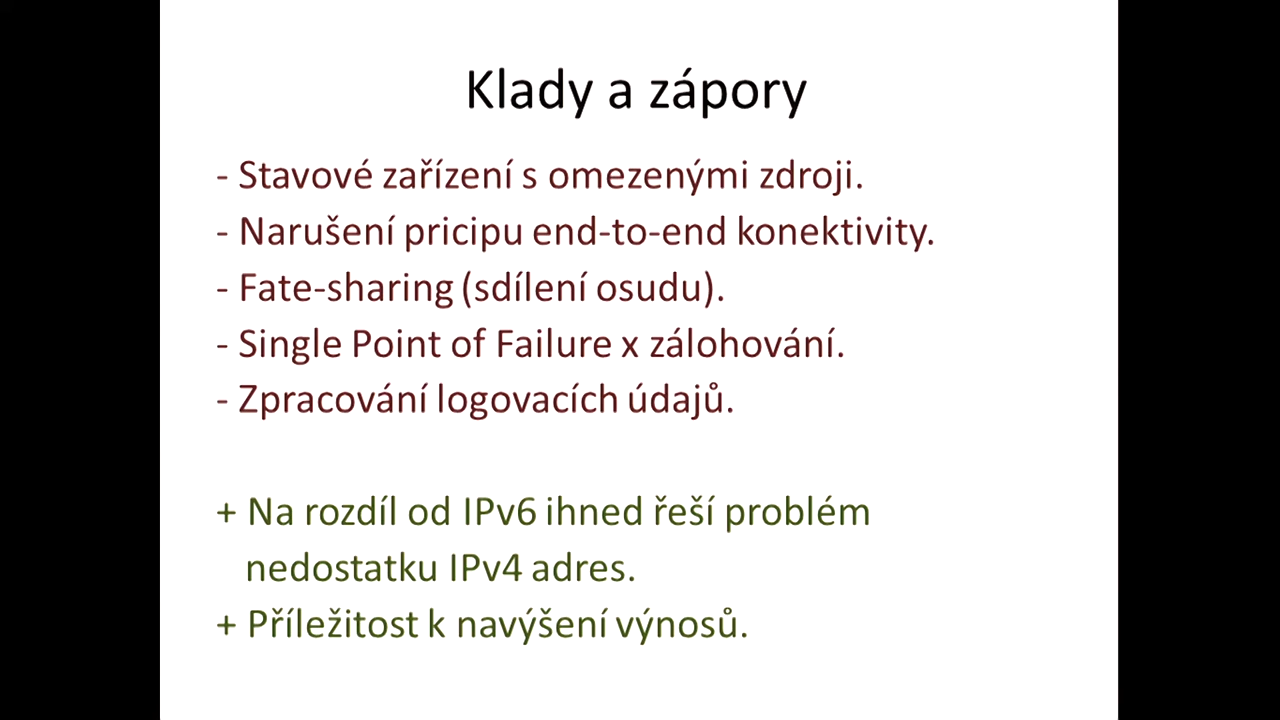 Klady a zápory
- Stavové zařízení s omezenými zdroji.
- Narušení pricipu end-to-end konektivity.
- Fate-sharing (sdílení osudu).
- Single Point of Failure x zálohování.
- Zpracování logovacích údajů.
+ Na rozdíl od IPv6 ihned řeší problém
nedostatku IPv4 adres.
+ Příležitost k navýšení výnosů.